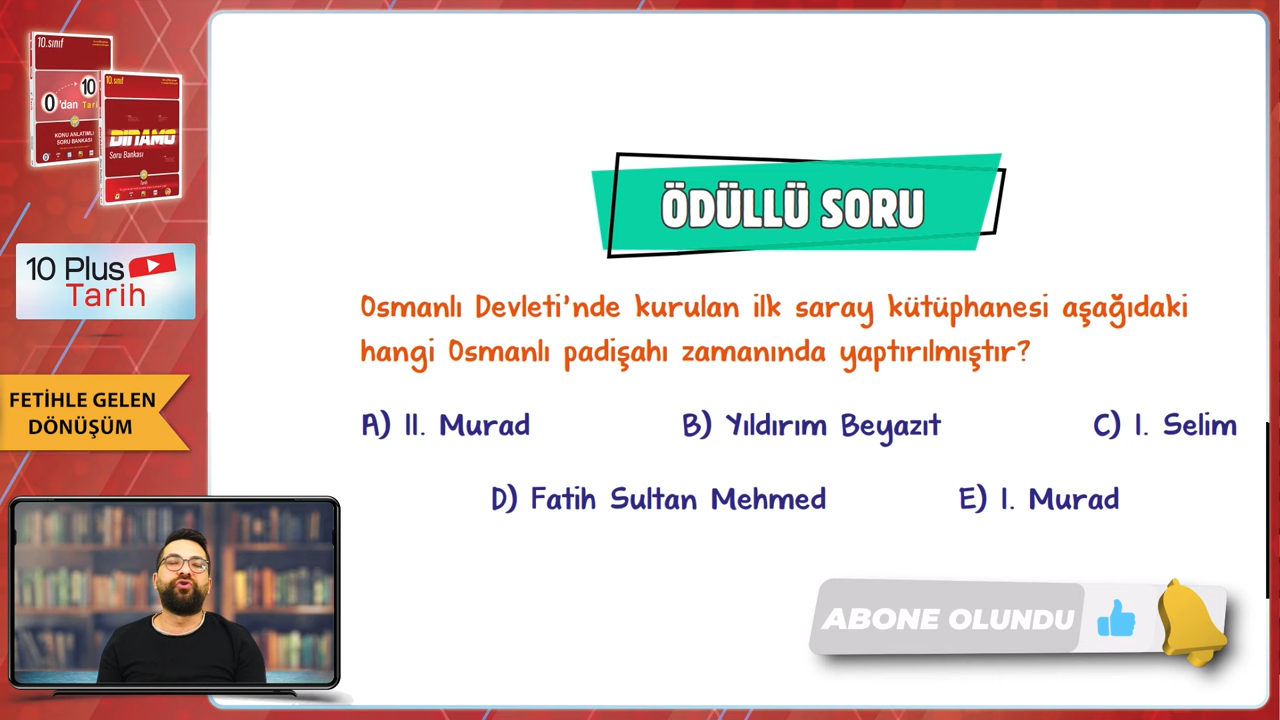 10.sınıf
0'dan 10
Tarih
KONU ANLATIMLI
SORU BANKASI
10.sınıf
DİNAMO
Soru Bankası
10 Plus
Tarih
FETİHLE GELEN
DÖNÜŞÜM
ÖDÜLLÜ SORU
Osmanlı Devleti'nde kurulan ilk saray kütüphanesi aşağıdaki
hangi Osmanlı padişahı zamanında yaptırılmıştır?
A) II. Murad B) Yıldırım Beyazıt C) I. Selim
D) Fatih Sultan Mehmed E) I. Murad
ABONE OLUNDU